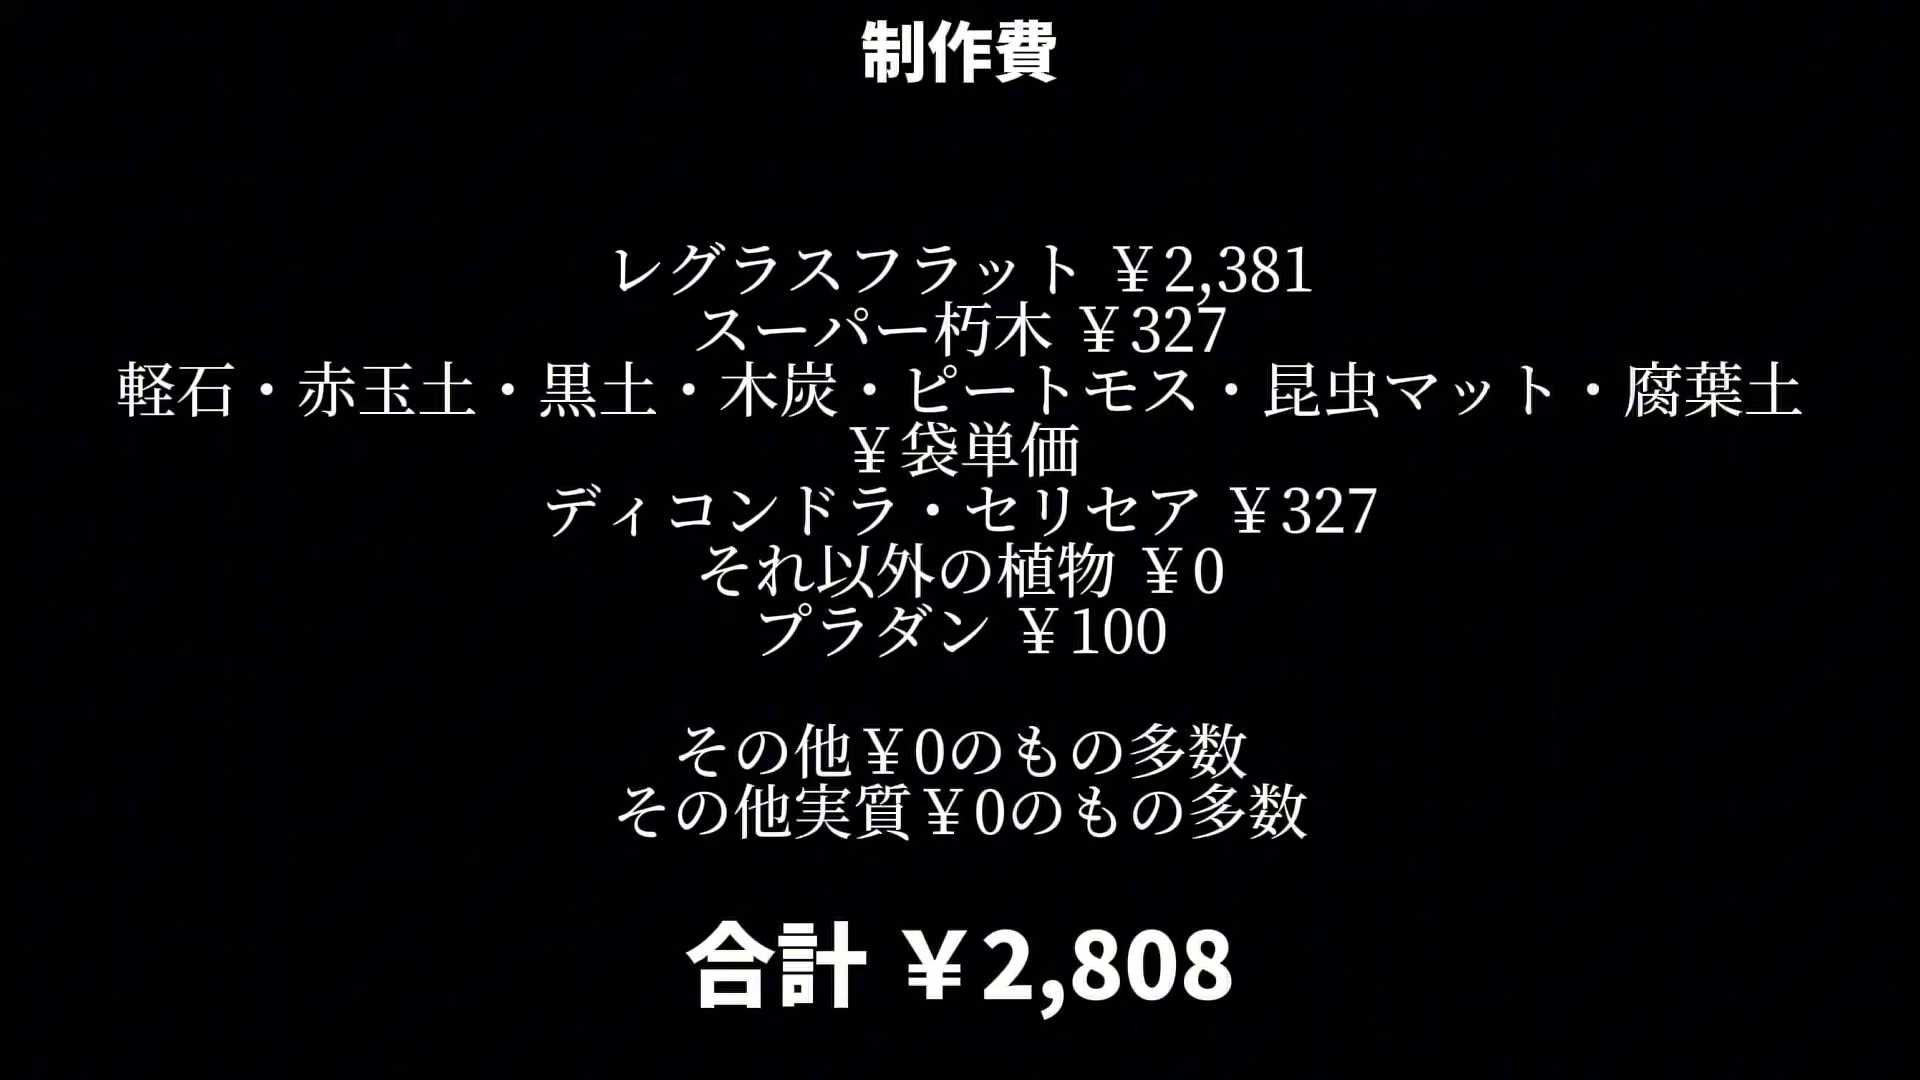 制作費
レグラスフラット ￥2,381
スーパー朽木 ￥327
軽石・赤玉土・黒土・木炭・ピートモス・昆虫マット・腐葉土
￥袋単価
ディコンドラ・セリセア ￥327
それ以外の植物 ￥0
プラダン ￥100
その他￥0のもの多数
その他実質￥0のもの多数
合計 ￥2,808